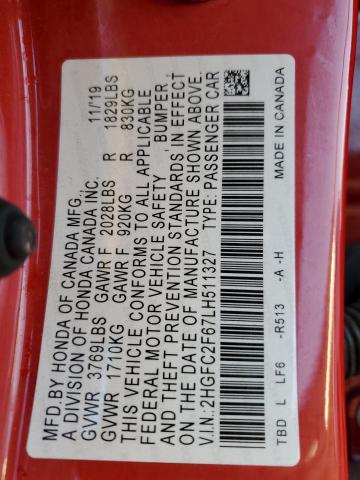 MFD.BY HONDA OF CANADA MFG.,
A DIVISION OF HONDA CANADA INC. 11/19
GVWR 3769LBS GAWR F 2028LBS R 1829LBS
GVWR 1710KG GAWR F 920KG R 830KG
THIS VEHICLE CONFORMS TO ALL APPLICABLE
FEDERAL MOTOR VEHICLE SAFETY, BUMPER,
AND THEFT PREVENTION STANDARDS IN EFFECT
ON THE DATE OF MANUFACTURE SHOWN ABOVE.
V.I.N.:2HGFC2F67LH511327 TYPE: PASSENGER CAR
TBD L LF6 -R513 -A -H MADE IN CANADA